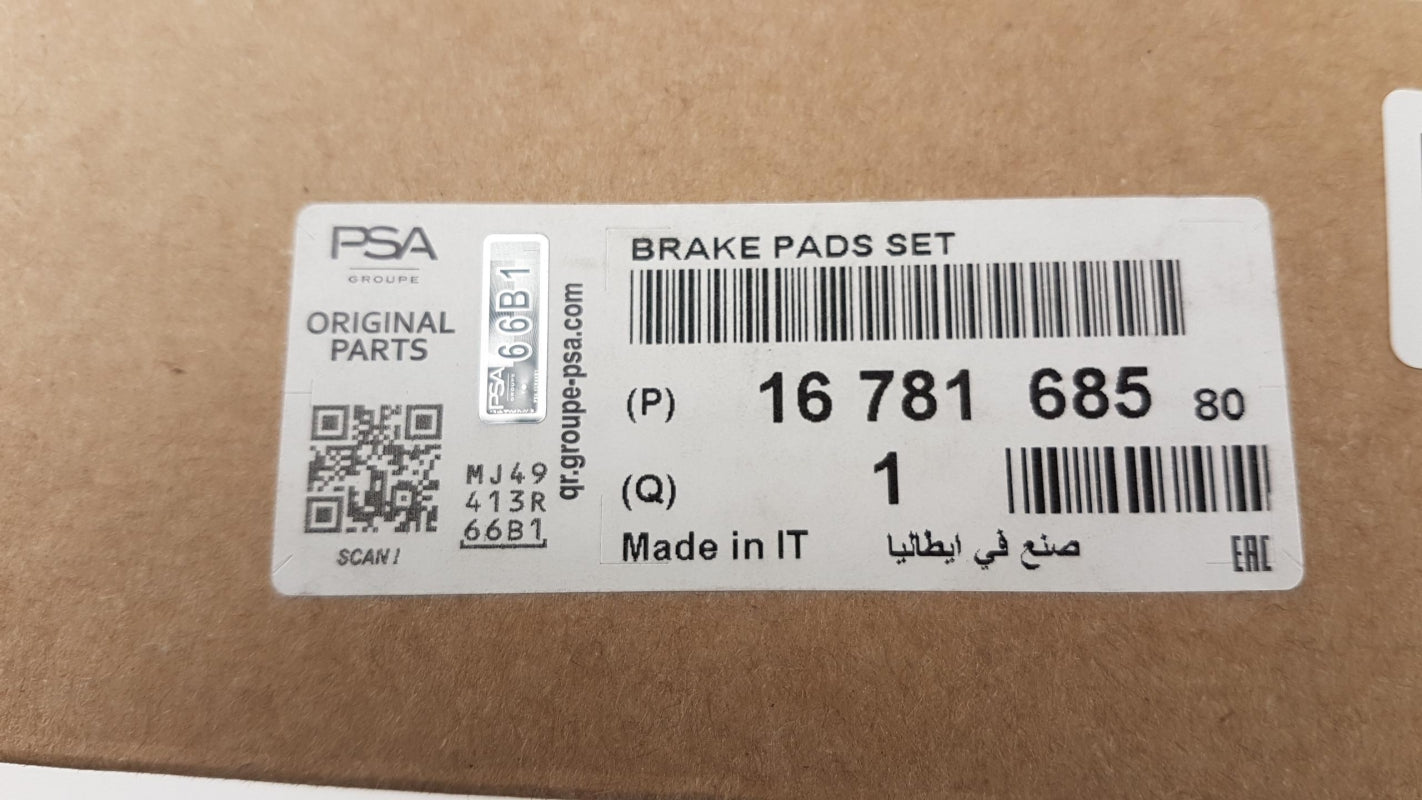 PSA
GROUPE
ORIGINAL
PARTS
SCAN!
MJ49
413R
66B1
PSA
66B1
qr.groupe-psa.com
BRAKE PADS SET
(P) 16 781 685 80
(Q) 1
Made in IT صنع في ايطاليا
EAC